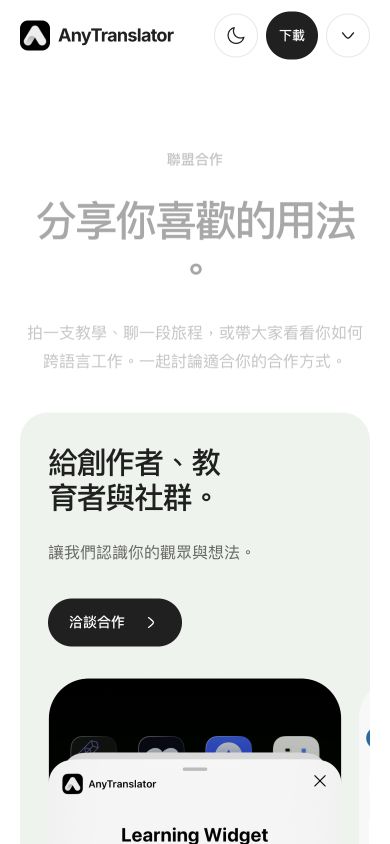 AnyTranslator
下載
聯盟合作
分享你喜歡的用法
。
拍一支教學、聊一段旅程，或帶大家看看你如何
跨語言工作。一起討論適合你的合作方式。
給創作者、教
育者與社群。
讓我們認識你的觀眾與想法。
洽談合作
AnyTranslator
Learning Widget